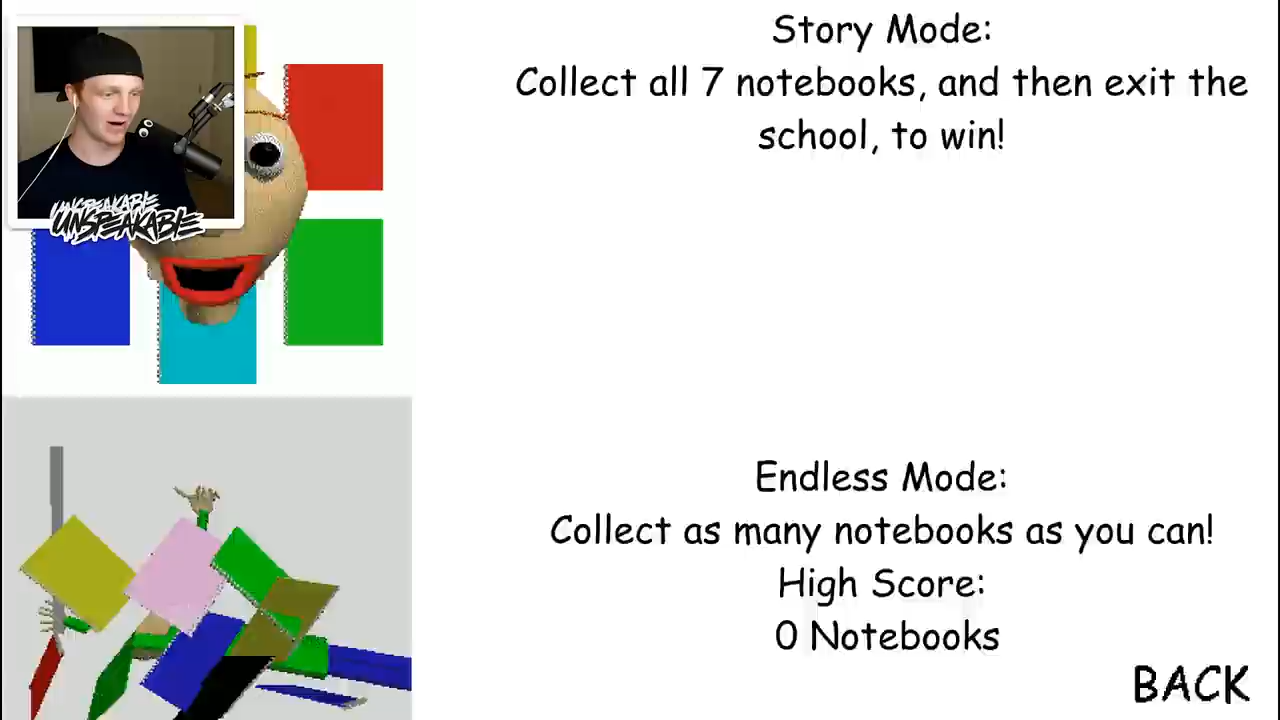 Story Mode:
Collect all 7 notebooks, and then exit the
school, to win!
UNSPEAKABLE
UNSPEAKABLE
Endless Mode:
Collect as many notebooks as you can!
High Score:
0 Notebooks
BACK